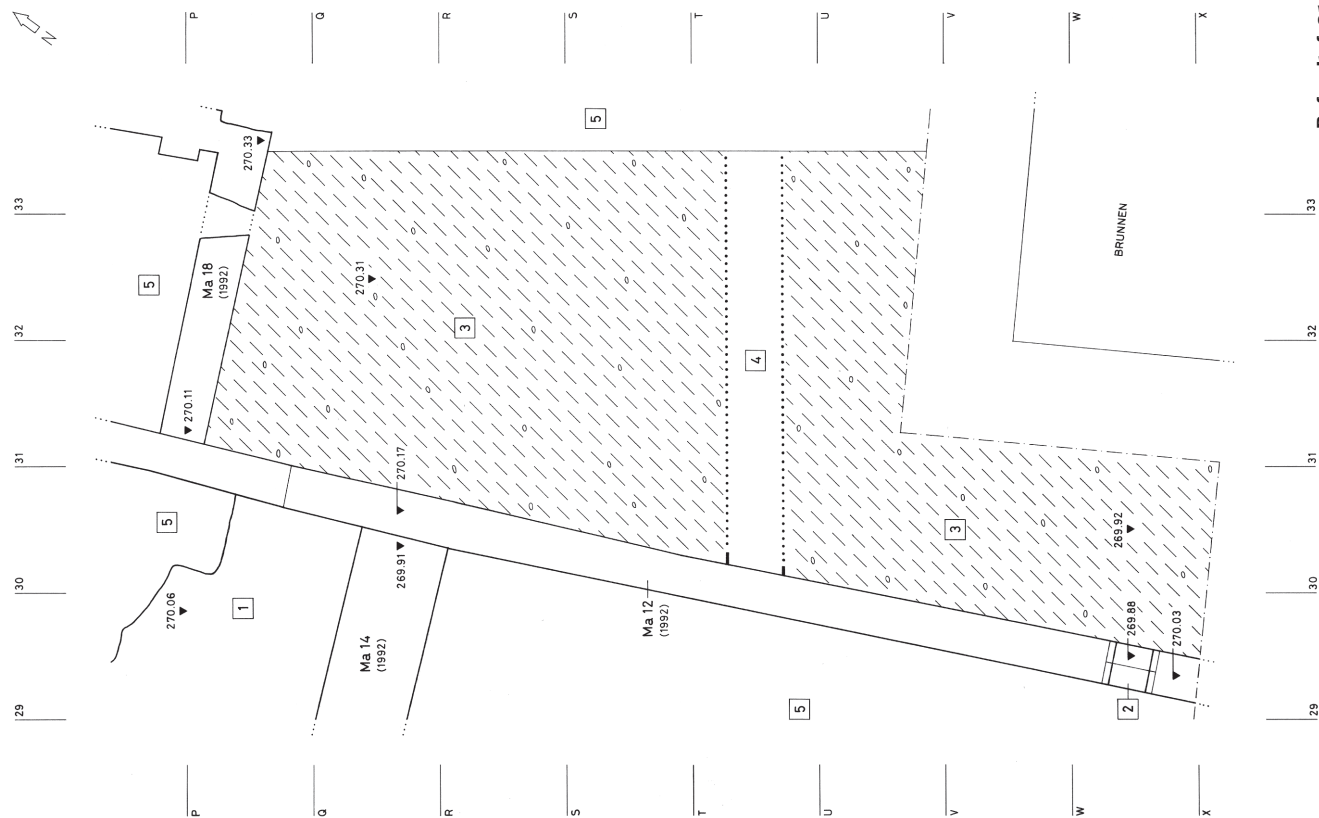 N
P
Q
R
S
T
U
V
W
X
33
32
31
30
29
5
270.33
Ma 18
(1992)
5
270.31
3
270.11
4
BRUNNEN
270.17
5
269.91
270.06
1
Ma 14
(1992)
Ma 12
(1992)
3
269.92
269.88
270.03
2
5
33
32
31
30
29
P
Q
R
S
T
U
V
W
X